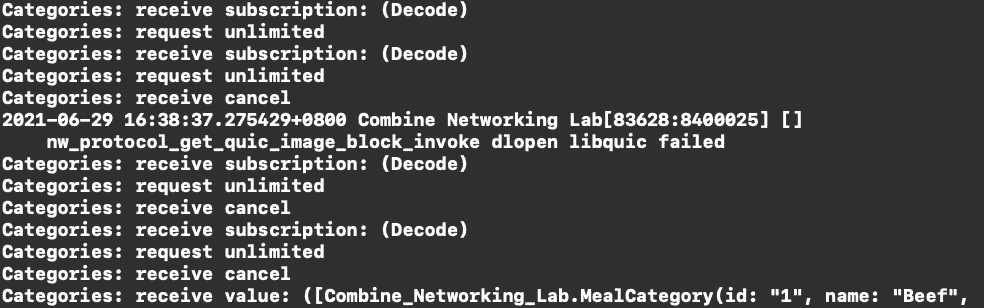 Categories: receive subscription: (Decode)
Categories: request unlimited
Categories: receive subscription: (Decode)
Categories: request unlimited
Categories: receive cancel
2021-06-29 16:38:37.275429+0800 Combine Networking Lab[83628:8400025] []
nw_protocol_get_quic_image_block_invoke dlopen libquic failed
Categories: receive subscription: (Decode)
Categories: request unlimited
Categories: receive cancel
Categories: receive subscription: (Decode)
Categories: request unlimited
Categories: receive cancel
Categories: receive value: ([Combine_Networking_Lab.MealCategory(id: "1", name: "Beef",